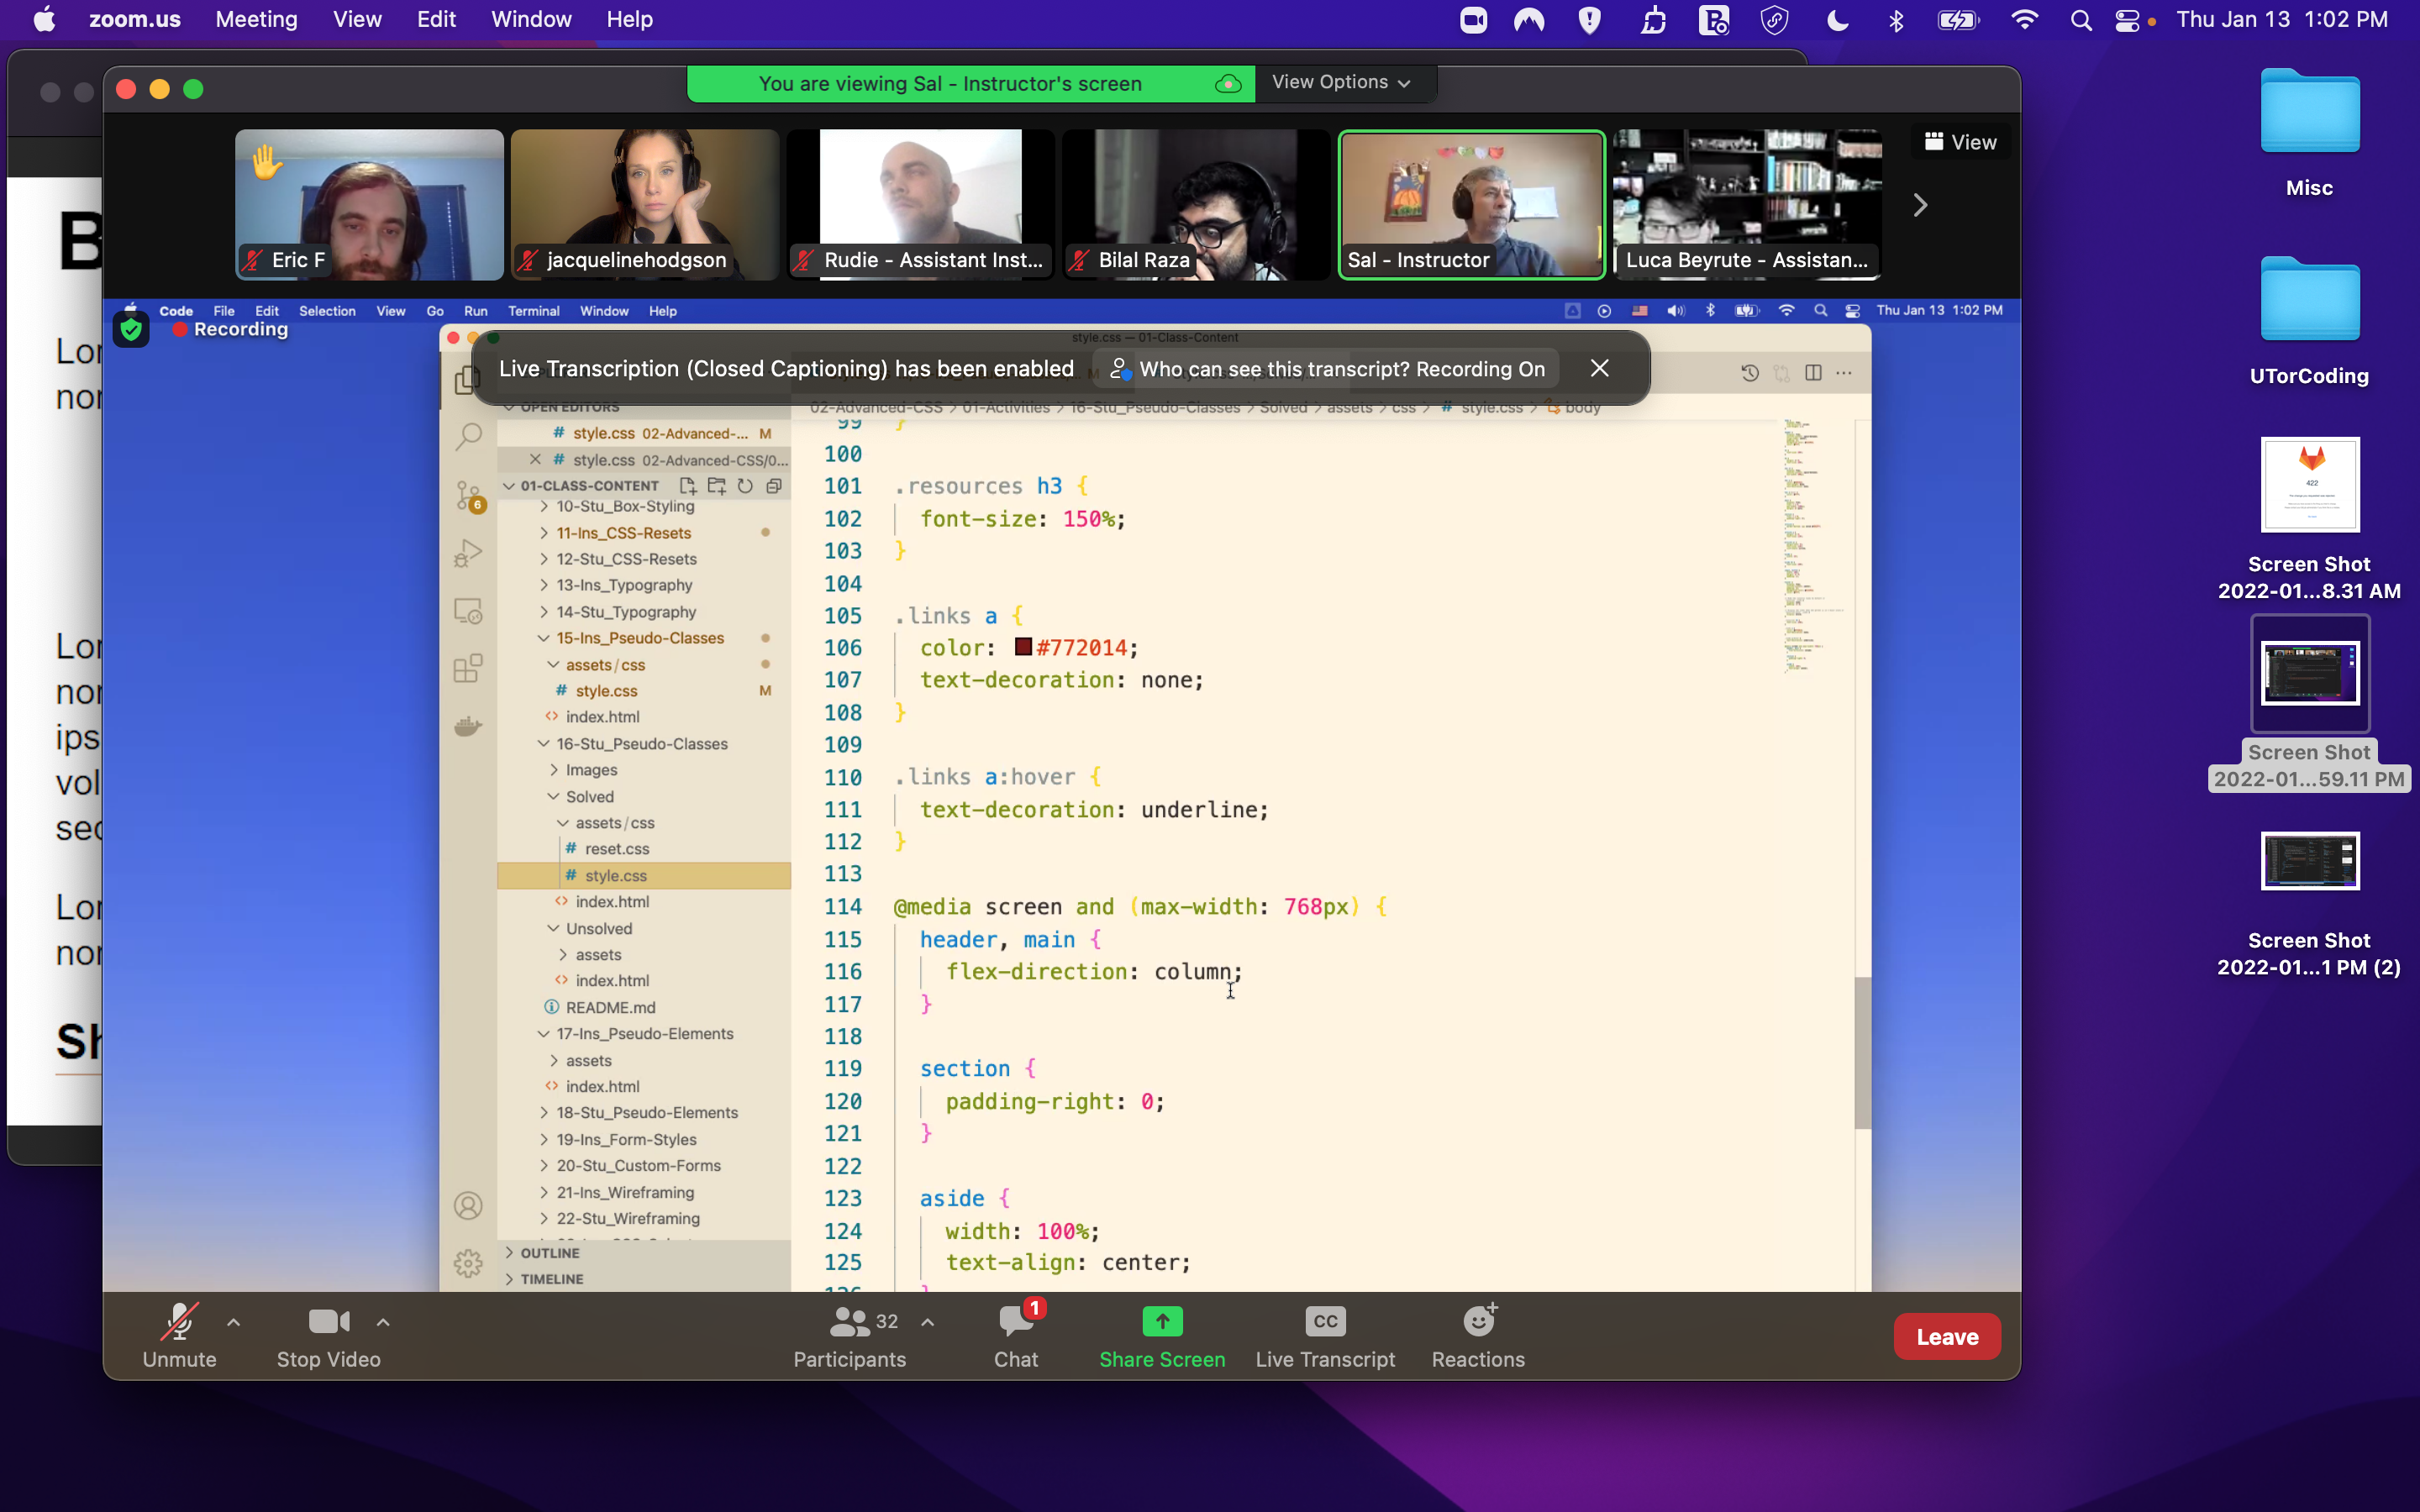 zoom.us Meeting View Edit Window Help Thu Jan 13 1:02 PM
You are viewing Sal - Instructor's screen View Options
View
Eric F
jacquelinehodgson
Rudie - Assistant Inst...
Bilal Raza
Sal - Instructor
Luca Beyrute - Assistan...
Code File Edit Selection View Go Run Terminal Window Help Thu Jan 13 1:02 PM
Recording
style.css — 01-Class-Content
Live Transcription (Closed Captioning) has been enabled Who can see this transcript? Recording On
OPEN EDITORS
style.css 02-Advanced-... M
style.css 02-Advanced-CSS/0...
01-CLASS-CONTENT
6
10-Stu_Box-Styling
11-Ins_CSS-Resets
12-Stu_CSS-Resets
13-Ins_Typography
14-Stu_Typography
15-Ins_Pseudo-Classes
assets/css
style.css M
index.html
16-Stu_Pseudo-Classes
Images
Solved
assets/css
reset.css
style.css
index.html
Unsolved
assets
index.html
README.md
17-Ins_Pseudo-Elements
assets
index.html
18-Stu_Pseudo-Elements
19-Ins_Form-Styles
20-Stu_Custom-Forms
21-Ins_Wireframing
22-Stu_Wireframing
OUTLINE
TIMELINE
02-Advanced-CSS > 01-Activities > 16-Stu_Pseudo-Classes > Solved > assets > css > # style.css > body
99 }
100
101 .resources h3 {
102 font-size: 150%;
103 }
104
105 .links a {
106 color: #772014;
107 text-decoration: none;
108 }
109
110 .links a:hover {
111 text-decoration: underline;
112 }
113
114 @media screen and (max-width: 768px) {
115 header, main {
116 flex-direction: column;
117 }
118
119 section {
120 padding-right: 0;
121 }
122
123 aside {
124 width: 100%;
125 text-align: center;
Unmute
Stop Video
32
Participants
1
Chat
Share Screen
CC
Live Transcript
Reactions
Leave
Misc
UTorCoding
422
Screen Shot
2022-01...8.31 AM
Screen Shot
2022-01...59.11 PM
Screen Shot
2022-01...1 PM (2)